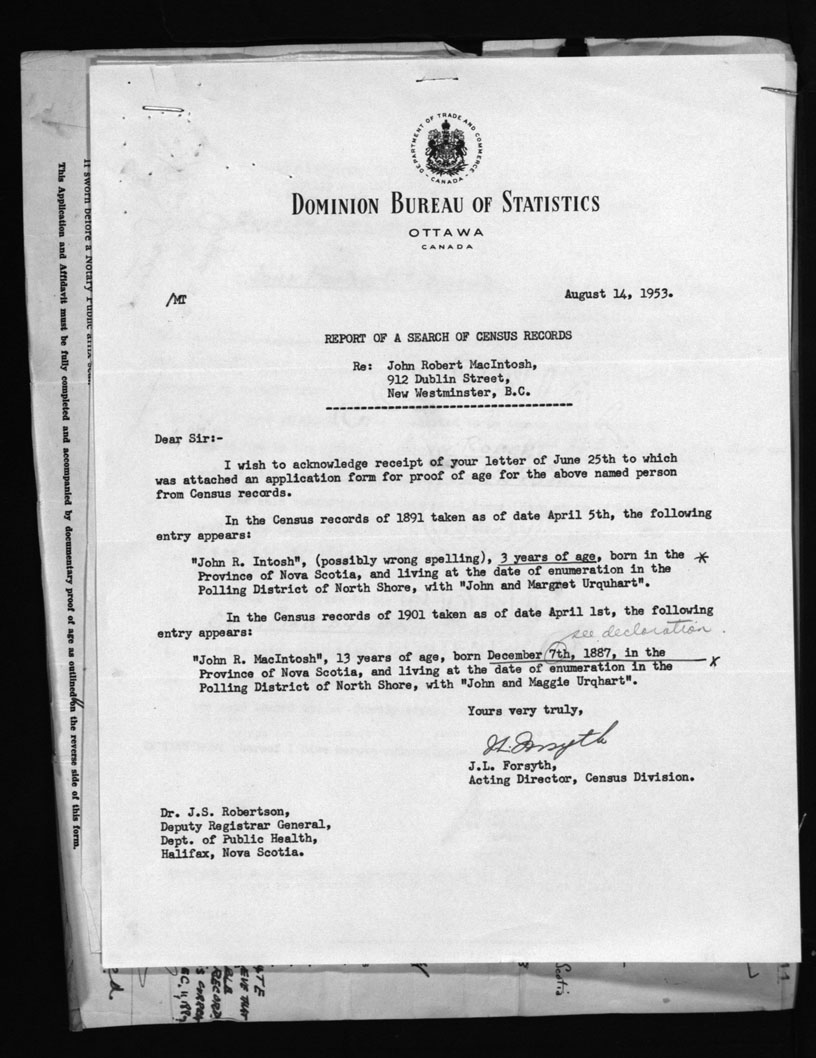 DEPARTMENT OF TRADE AND COMMERCE
- CANADA -
DOMINION BUREAU OF STATISTICS
OTTAWA
CANADA
/MT
August 14, 1953.
REPORT OF A SEARCH OF CENSUS RECORDS
Re: John Robert MacIntosh,
912 Dublin Street,
New Westminster, B.C.
Dear Sir:-
I wish to acknowledge receipt of your letter of June 25th to which
was attached an application form for proof of age for the above named person
from Census records.
In the Census records of 1891 taken as of date April 5th, the following
entry appears:
"John R. Intosh", (possibly wrong spelling), 3 years of age, born in the *
Province of Nova Scotia, and living at the date of enumeration in the
Polling District of North Shore, with "John and Margret Urquhart".
In the Census records of 1901 taken as of date April 1st, the following
entry appears:
see declaration.
"John R. MacIntosh", 13 years of age, born December 7th, 1887, in the
Province of Nova Scotia, and living at the date of enumeration in the x
Polling District of North Shore, with "John and Maggie Urqhart".
Yours very truly,
J.L. Forsyth
J.L. Forsyth,
Acting Director, Census Division.
Dr. J.S. Robertson,
Deputy Registrar General,
Dept. of Public Health,
Halifax, Nova Scotia.
If sworn before a Notary Public affix seal.
This Application and Affidavit must be fully completed and accompanied by documentary proof of age as outlined on the reverse side of this form.
Scotia
RECORD